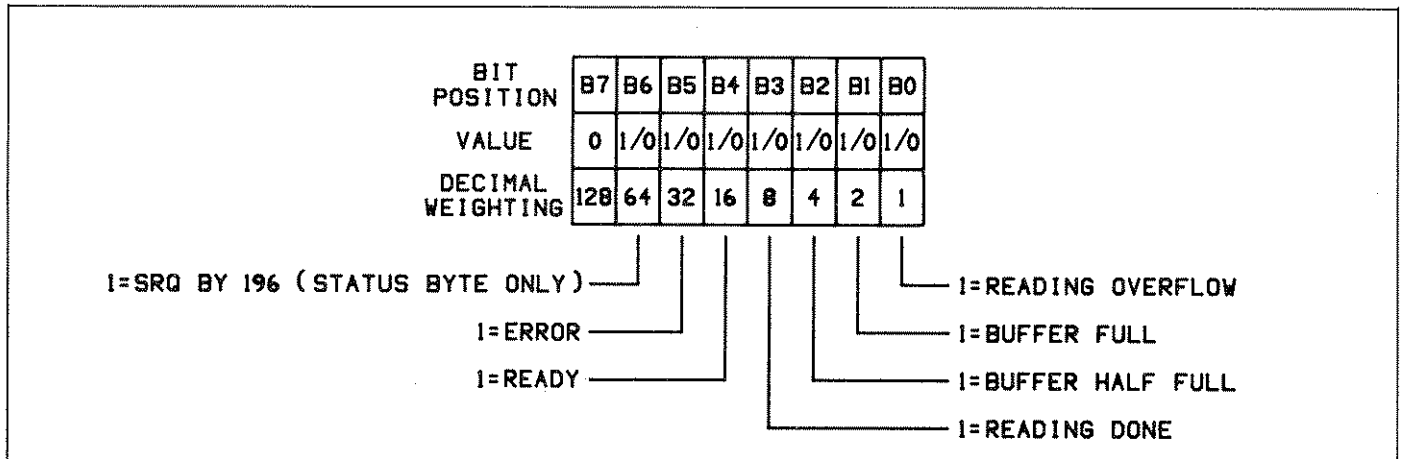 BIT
POSITION B7 B6 B5 B4 B3 B2 B1 B0
VALUE 0 1/0 1/0 1/0 1/0 1/0 1/0 1/0
DECIMAL
WEIGHTING 128 64 32 16 8 4 2 1
1=SRQ BY 196 (STATUS BYTE ONLY)
1=ERROR
1=READY
1=READING OVERFLOW
1=BUFFER FULL
1=BUFFER HALF FULL
1=READING DONE